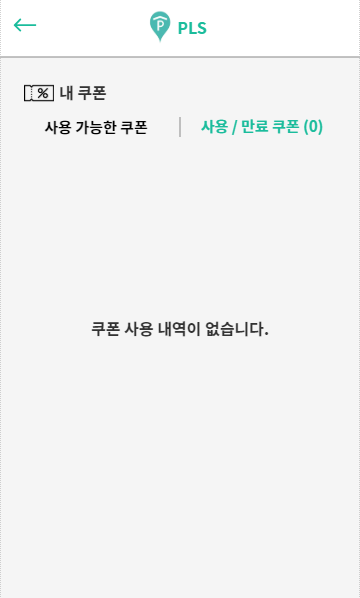 PLS
내 쿠폰
사용 가능한 쿠폰
사용 / 만료 쿠폰 (0)
쿠폰 사용 내역이 없습니다.